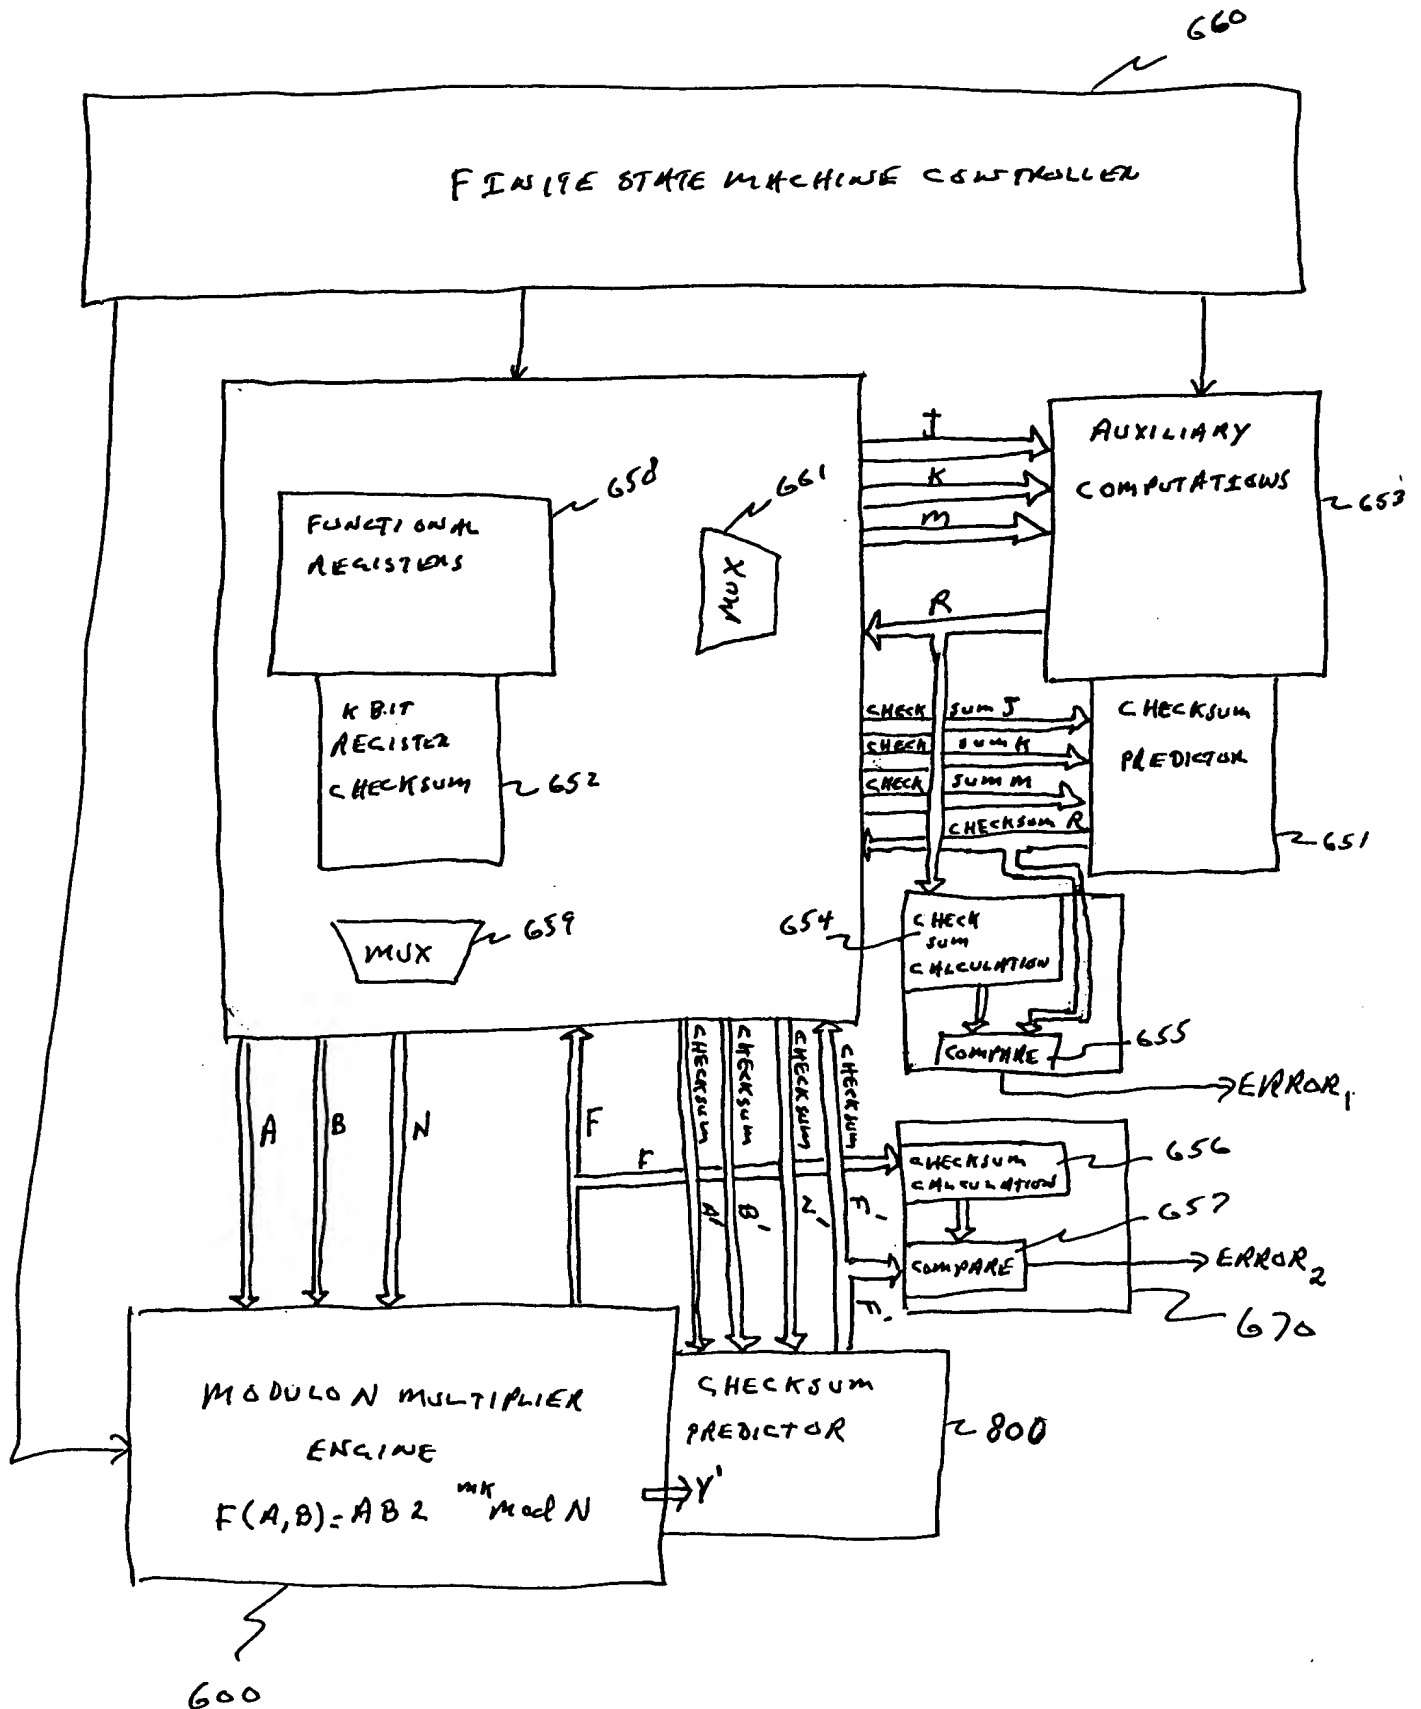 660
FINITE STATE MACHINE CONTROLLER
J
K
m
R
AUXILIARY
COMPUTATIONS
653
658
FUNCTIONAL
REGISTERS
661
MUX
K BIT
REGISTER
CHECKSUM
652
CHECK SUM J
CHECK SUM K
CHECK SUM M
CHECKSUM R
CHECKSUM
PREDICTOR
651
MUX
659
654
CHECK
SUM
CALCULATION
COMPARE
655
ERROR1
A
B
N
F
F
CHECKSUM A'
CHECKSUM B'
CHECKSUM N'
CHECKSUM F'
CHECKSUM
CALCULATION
656
COMPARE
657
ERROR2
F'
670
MODULO N MULTIPLIER
ENGINE
F(A,B)=AB2 mk mod N
Y'
CHECKSUM
PREDICTOR
800
600